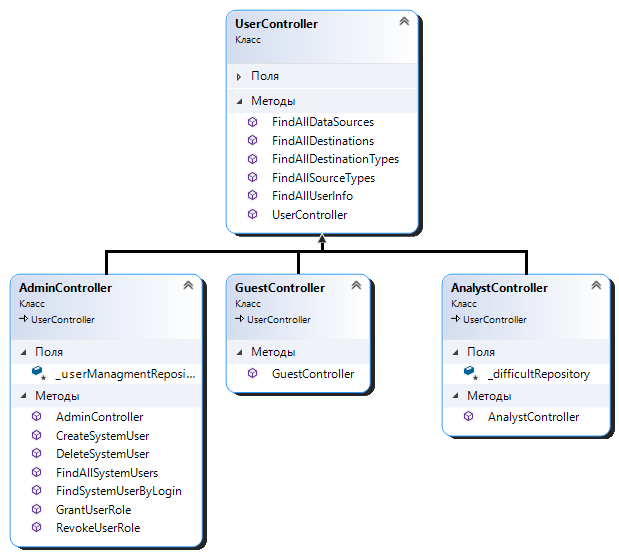 UserController
Класс
Поля
Методы
FindAllDataSources
FindAllDestinations
FindAllDestinationTypes
FindAllSourceTypes
FindAllUserInfo
UserController
AdminController
Класс
UserController
Поля
_userManagmentReposi...
Методы
AdminController
CreateSystemUser
DeleteSystemUser
FindAllSystemUsers
FindSystemUserByLogin
GrantUserRole
RevokeUserRole
GuestController
Класс
UserController
Методы
GuestController
AnalystController
Класс
UserController
Поля
_difficultRepository
Методы
AnalystController